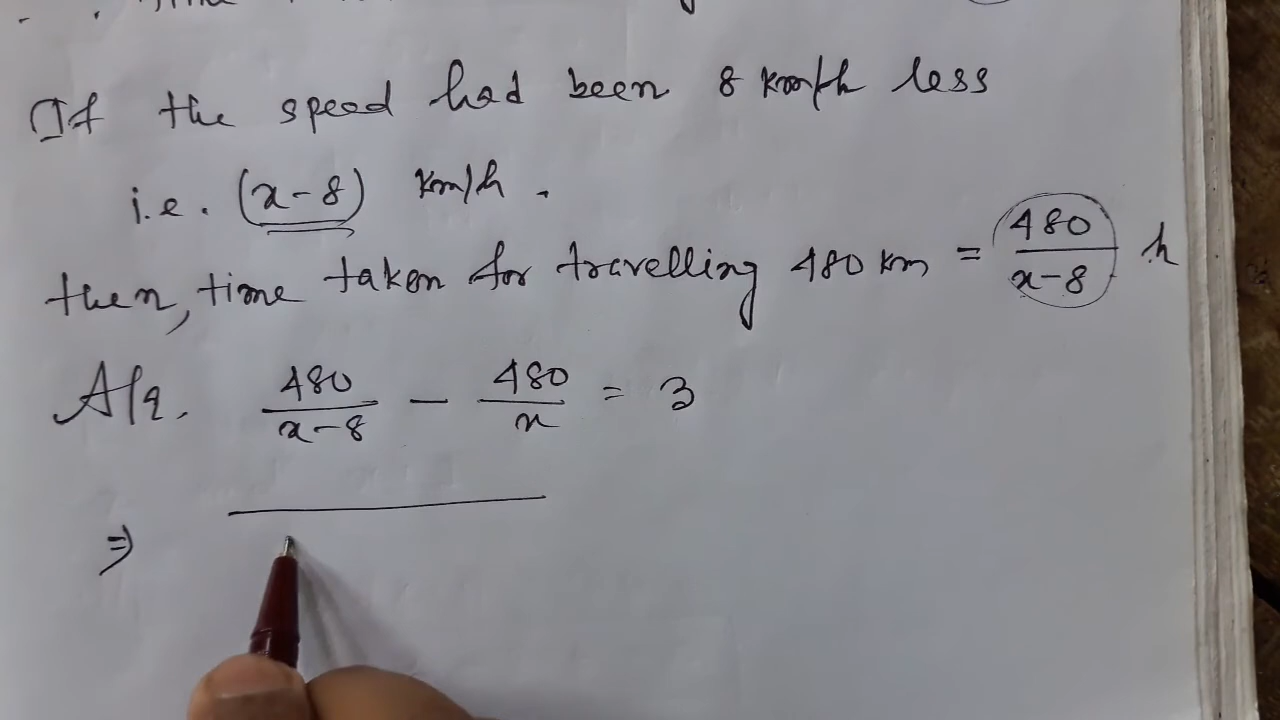 If the speed had been 8 km/h less
i.e. (x-8) km/h.
then, time taken for travelling 480 km = 480/(x-8) h
A/q, 480/(x-8) - 480/x = 3
⇒